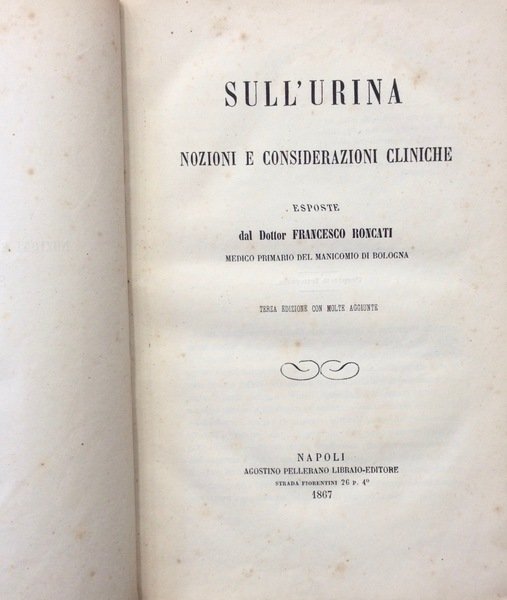 SULL'URINA
NOZIONI E CONSIDERAZIONI CLINICHE
ESPOSTE
dal Dottor FRANCESCO RONCATI
MEDICO PRIMARIO DEL MANICOMIO DI BOLOGNA
TERZA EDIZIONE CON MOLTE AGGIUNTE
NAPOLI
AGOSTINO PELLERANO LIBRAIO-EDITORE
STRADA FIORENTINI 26 P. 4º
1867